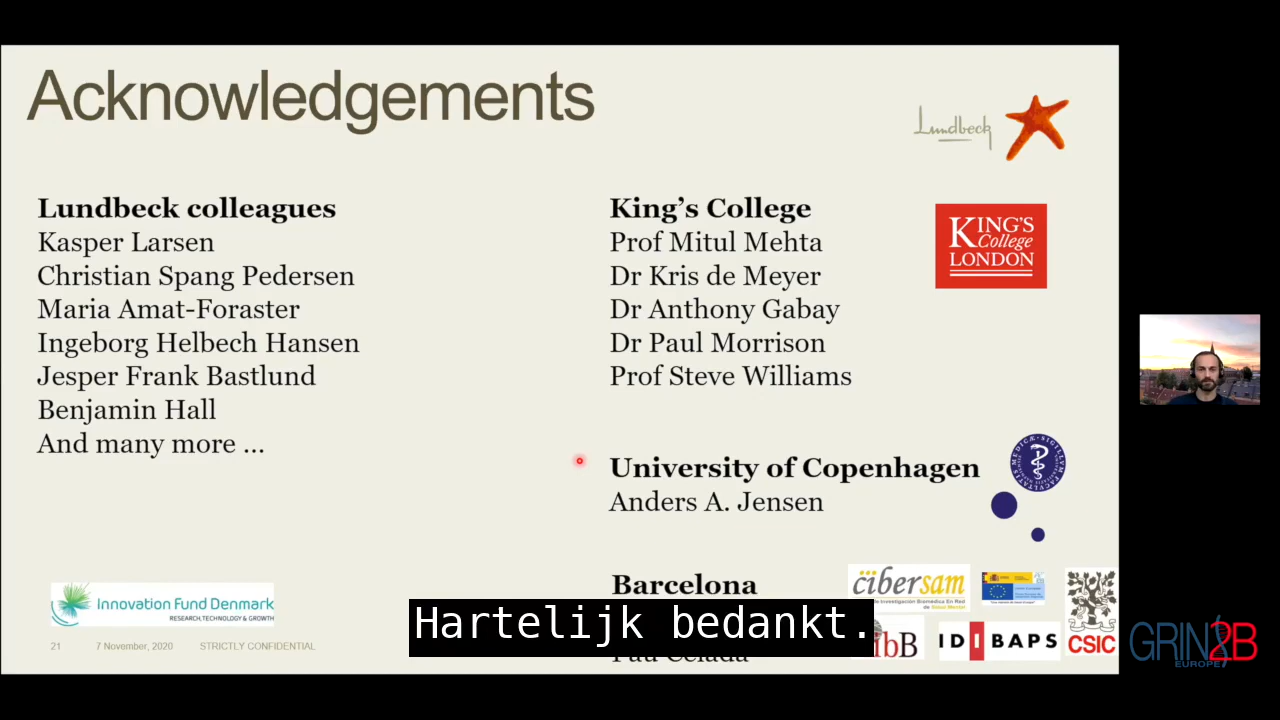 Acknowledgements
Lundbeck
Lundbeck colleagues
Kasper Larsen
Christian Spang Pedersen
Maria Amat-Foraster
Ingeborg Helbech Hansen
Jesper Frank Bastlund
Benjamin Hall
And many more ...
King's College
Prof Mitul Mehta
Dr Kris de Meyer
Dr Anthony Gabay
Dr Paul Morrison
Prof Steve Williams
KING'S
College
LONDON
University of Copenhagen
Anders A. Jensen
Barcelona
Pau Celada
cibersam
Innovation Fund Denmark
RESEARCH, TECHNOLOGY & GROWTH
IDIBAPS
CSIC
21 7 November, 2020 STRICTLY CONFIDENTIAL
Hartelijk bedankt.
GRIN2B
EUROPE